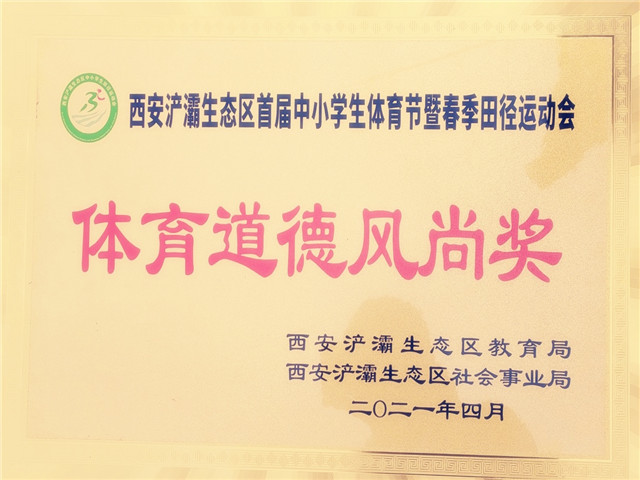 西安浐灞生态区首届中小学生体育节暨春季田径运动会
体育道德风尚奖
西安浐灞生态区教育局
西安浐灞生态区社会事业局
二〇二一年四月